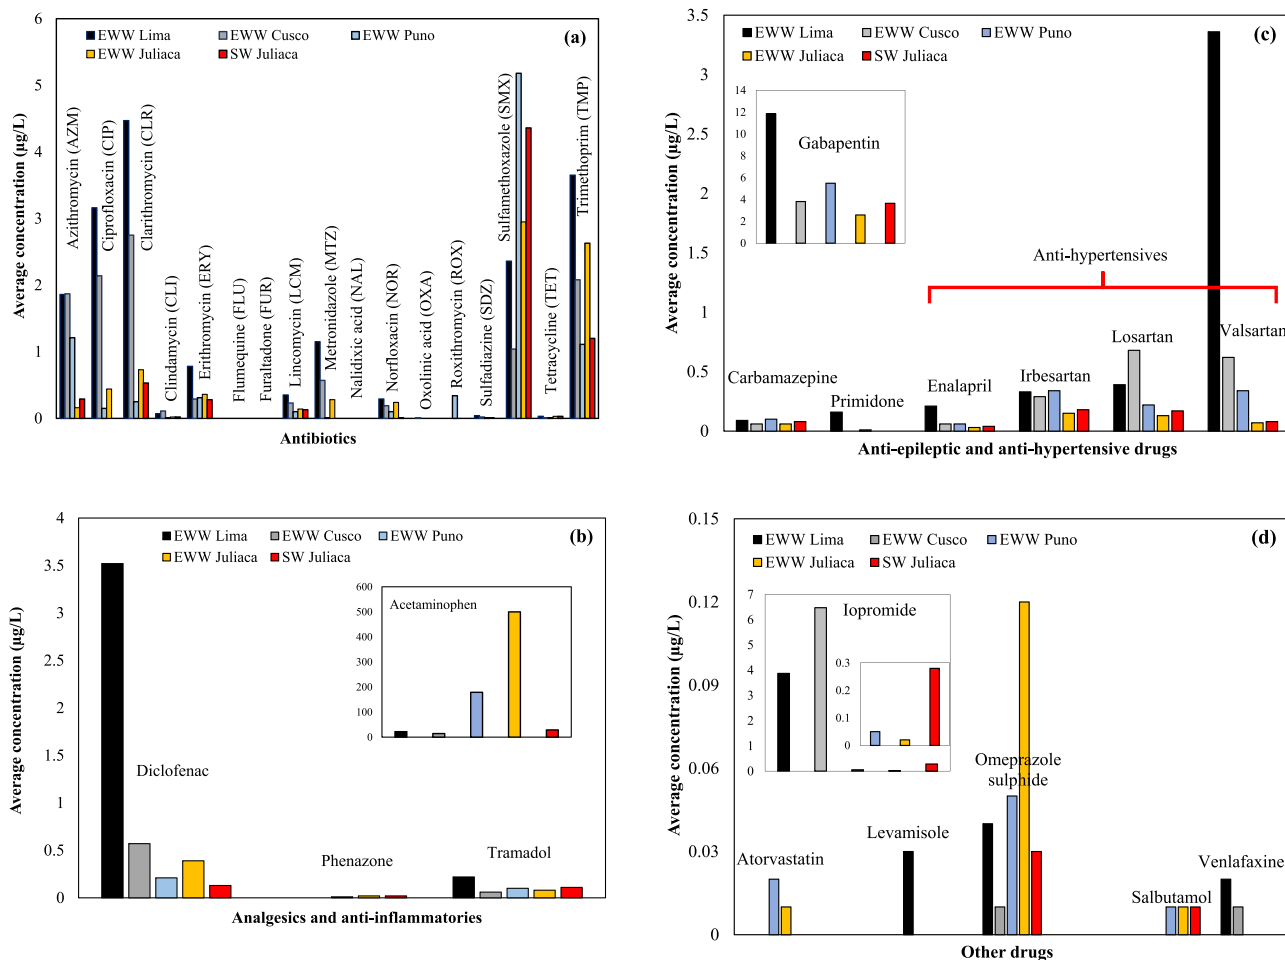 (a)
EWW Lima
EWW Cusco
EWW Puno
EWW Juliaca
SW Juliaca
Average concentration (µg/L)
6
5
4
3
2
1
0
Azithromycin (AZM)
Ciprofloxacin (CIP)
Clarithromycin (CLR)
Clindamycin (CLI)
Erithromycin (ERY)
Flumequine (FLU)
Furaltadone (FUR)
Lincomycin (LCM)
Metronidazole (MTZ)
Nalidixic acid (NAL)
Norfloxacin (NOR)
Oxolinic acid (OXA)
Roxithromycin (ROX)
Sulfadiazine (SDZ)
Sulfamethoxazole (SMX)
Tetracycline (TET)
Trimethoprim (TMP)
Antibiotics
(c)
EWW Lima
EWW Cusco
EWW Puno
EWW Juliaca
SW Juliaca
Average concentration (µg/L)
3.5
3
2.5
2
1.5
1
0.5
0
14
12
10
8
6
4
2
0
Gabapentin
Anti-hypertensives
Carbamazepine
Primidone
Enalapril
Irbesartan
Losartan
Valsartan
Anti-epileptic and anti-hypertensive drugs
(b)
EWW Lima
EWW Cusco
EWW Puno
EWW Juliaca
SW Juliaca
Average concentration (µg/L)
4
3.5
3
2.5
2
1.5
1
0.5
0
600
500
400
300
200
100
0
Acetaminophen
Diclofenac
Phenazone
Tramadol
Analgesics and anti-inflammatories
(d)
EWW Lima
EWW Cusco
EWW Puno
EWW Juliaca
SW Juliaca
Average concentration (µg/L)
0.15
0.12
0.09
0.06
0.03
0
7
6
5
4
3
2
1
0
Iopromide
0.3
0.2
0.1
0
Atorvastatin
Levamisole
Omeprazole
sulphide
Salbutamol
Venlafaxine
Other drugs